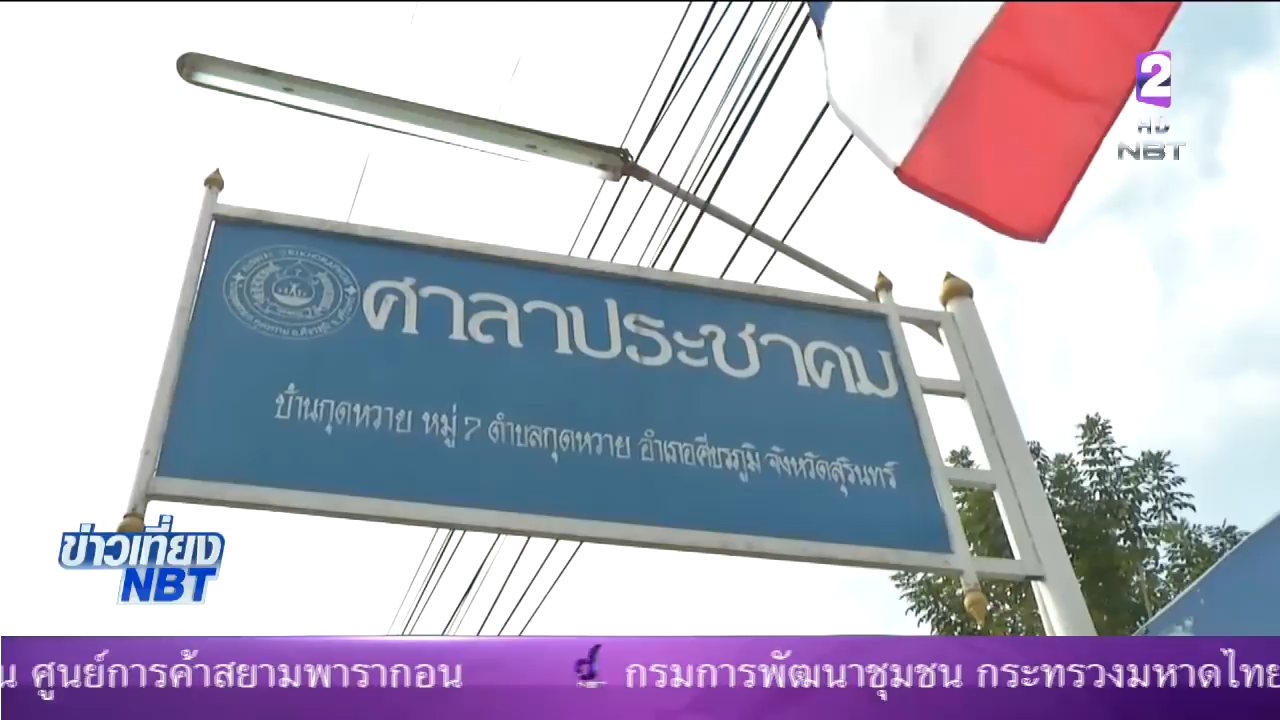 2
HD
NBT
ศาลาประชาคม
บ้านกุดหวาย หมู่ 7 ตำบลกุดหวาย อำเภอศีขรภูมิ จังหวัดสุรินทร์
ข่าวเที่ยง
NBT
น ศูนย์การค้าสยามพารากอน กรมการพัฒนาชุมชน กระทรวงมหาดไทย